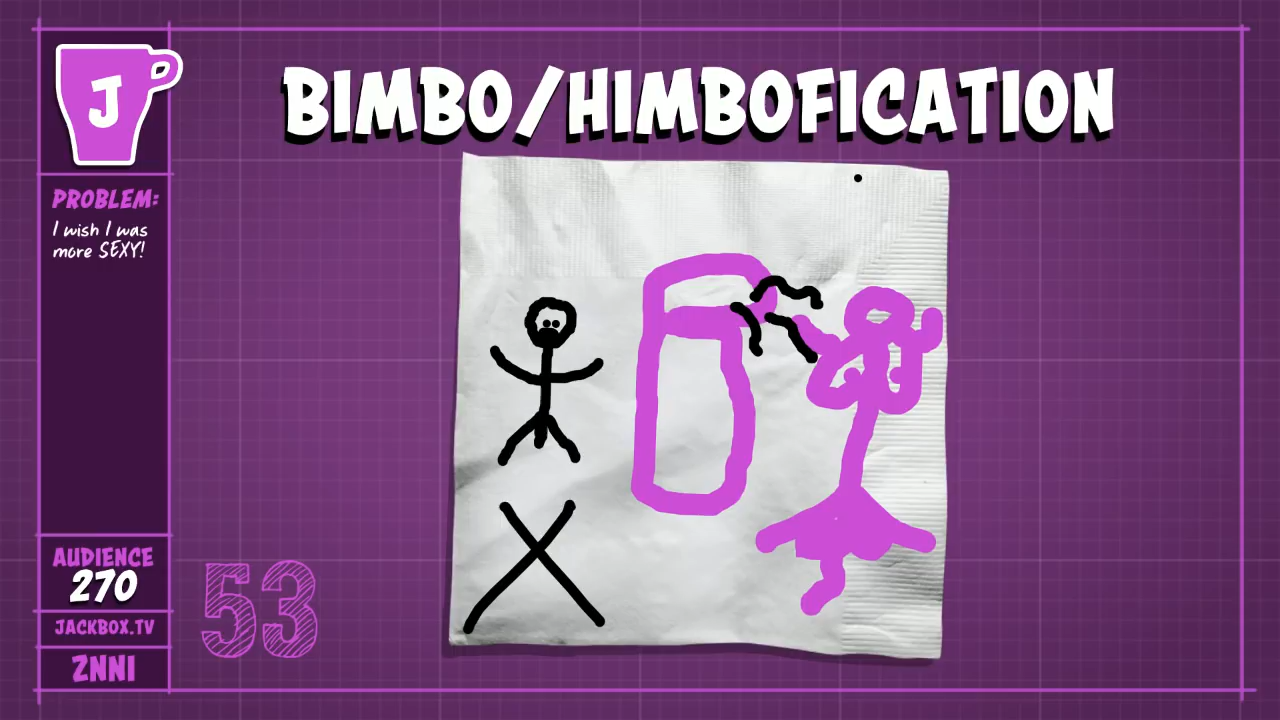 J
BIMBO/HIMBOFICATION
PROBLEM:
I wish I was
more SEXY!
AUDIENCE
270
JACKBOX.TV
ZNNI
53